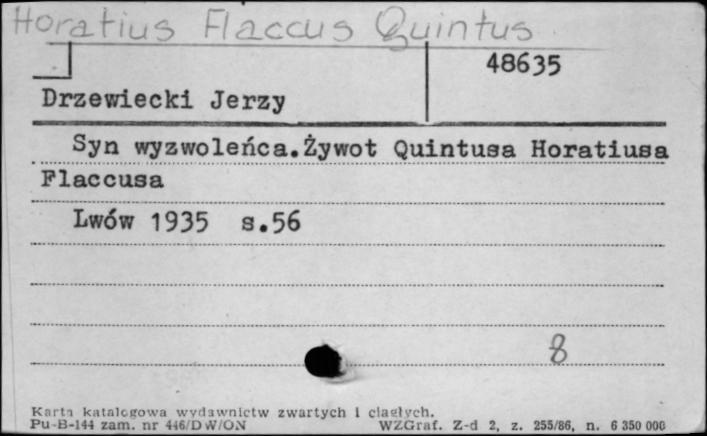 Horatius Flaccus Quintus
48635
Drzewiecki Jerzy
Syn wyzwoleńca.Żywot Quintusa Horatiusa
Flaccusa
Lwów 1935 s.56
8
Karta katalogowa wydawnictw zwartych i ciągłych.
Pu-B-144 zam. nr 446/DW/ON WZGraf. Z-d 2, z. 255/86, n. 6 350 000